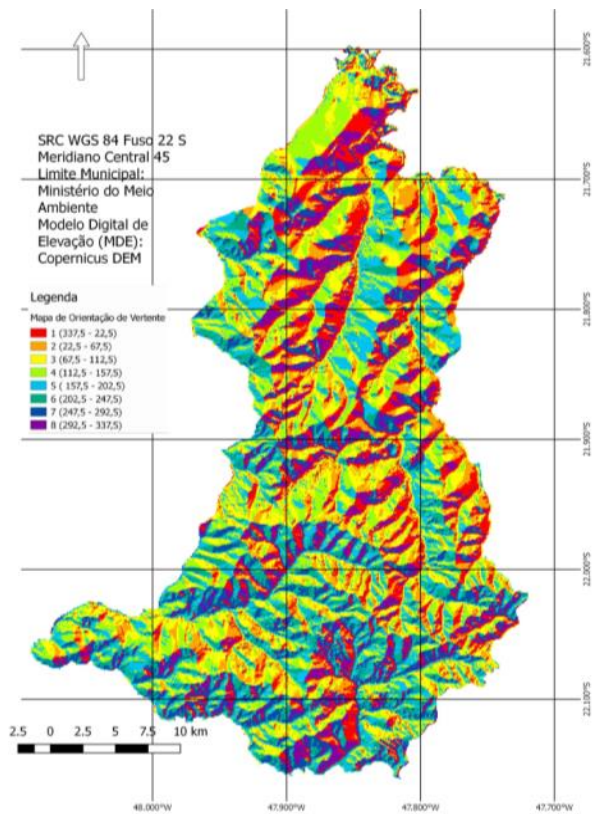 21.600°S
SRC WGS 84 Fuso 22 S
Meridiano Central 45
Limite Municipal:
Ministério do Meio
Ambiente
Modelo Digital de
Elevação (MDE):
Copernicus DEM
21.700°S
Legenda
Mapa de Orientação de Vertente
1 (337,5 - 22,5)
2 (22,5 - 67,5)
3 (67,5 - 112,5)
4 (112,5 - 157,5)
5 ( 157,5 - 202,5)
6 (202,5 - 247,5)
7 (247,5 - 292,5)
8 (292,5 - 337,5)
21.800°S
21.900°S
22.000°S
22.100°S
2.5 0 2.5 5 7.5 10 km
48.000°W 47.900°W 47.800°W 47.700°W